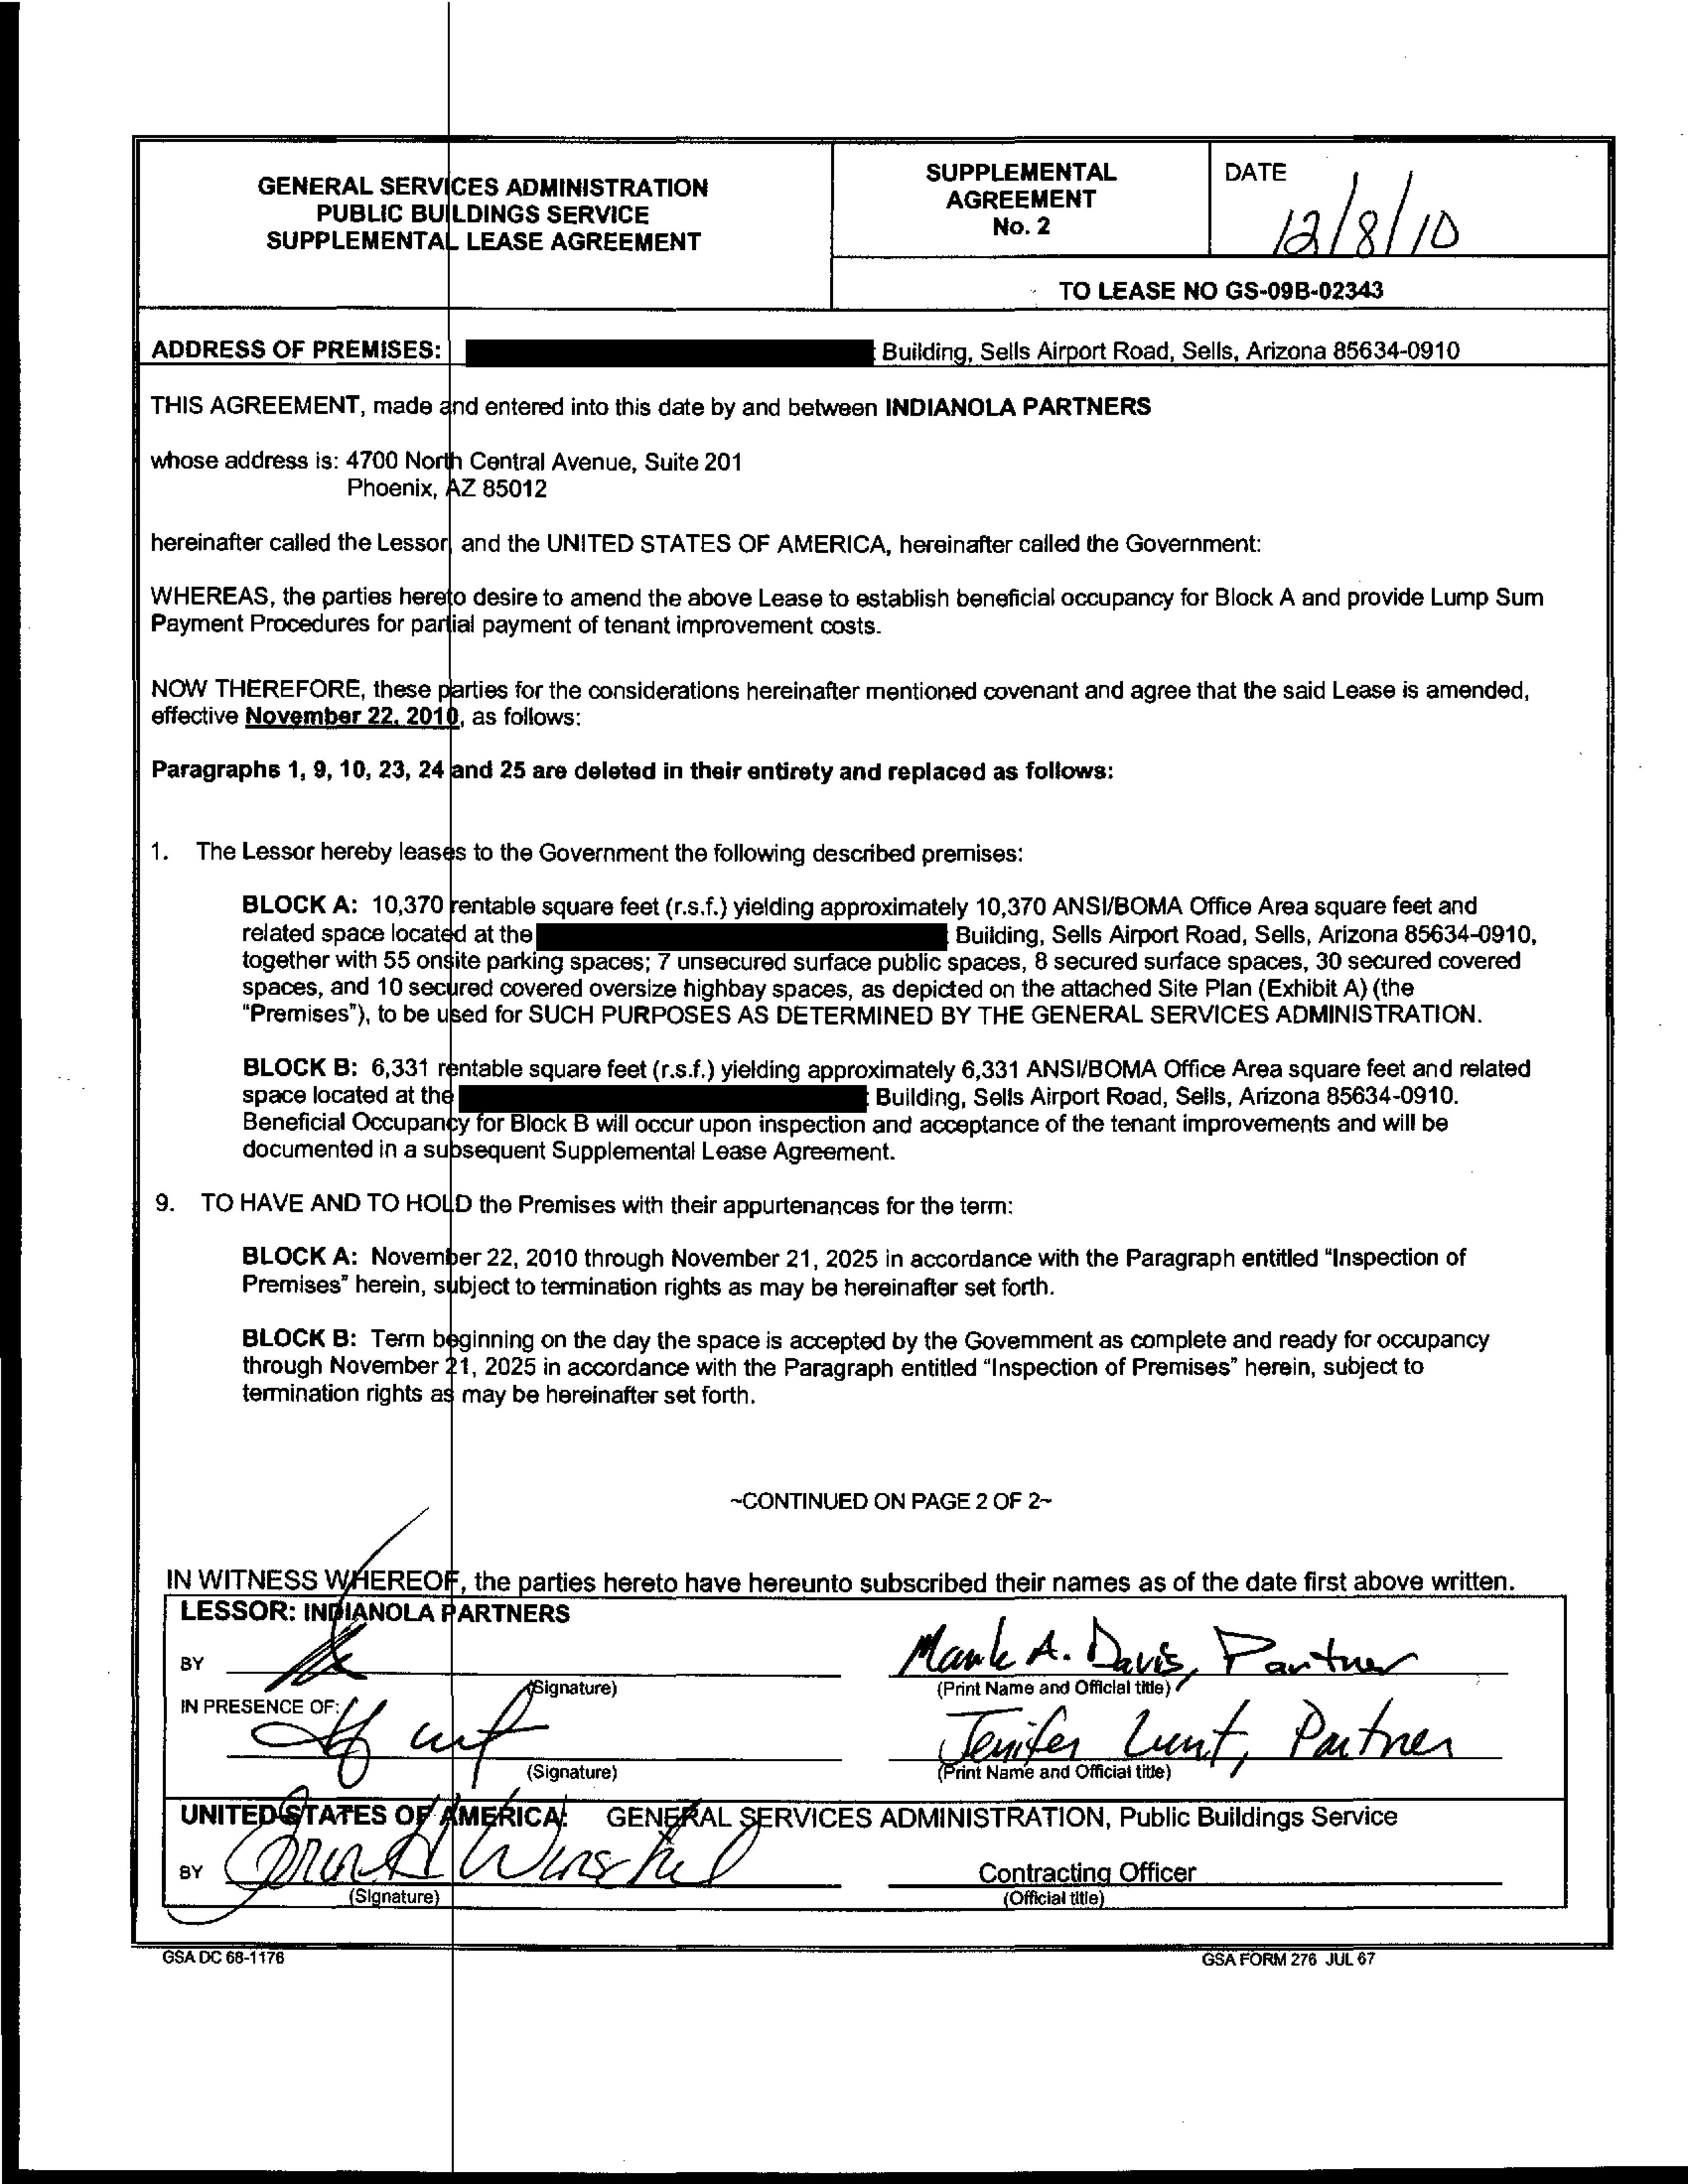 GENERAL SERVICES ADMINISTRATION
PUBLIC BUILDINGS SERVICE
SUPPLEMENTAL LEASE AGREEMENT
SUPPLEMENTAL
AGREEMENT
No. 2
DATE
12/8/10
TO LEASE NO GS-09B-02343
ADDRESS OF PREMISES: Building, Sells Airport Road, Sells, Arizona 85634-0910
THIS AGREEMENT, made and entered into this date by and between INDIANOLA PARTNERS
whose address is: 4700 North Central Avenue, Suite 201
Phoenix, AZ 85012
hereinafter called the Lessor, and the UNITED STATES OF AMERICA, hereinafter called the Government:
WHEREAS, the parties hereto desire to amend the above Lease to establish beneficial occupancy for Block A and provide Lump Sum
Payment Procedures for partial payment of tenant improvement costs.
NOW THEREFORE, these parties for the considerations hereinafter mentioned covenant and agree that the said Lease is amended,
effective November 22, 2010, as follows:
Paragraphs 1, 9, 10, 23, 24 and 25 are deleted in their entirety and replaced as follows:
1. The Lessor hereby leases to the Government the following described premises:
BLOCK A: 10,370 rentable square feet (r.s.f.) yielding approximately 10,370 ANSI/BOMA Office Area square feet and
related space located at the Building, Sells Airport Road, Sells, Arizona 85634-0910,
together with 55 onsite parking spaces; 7 unsecured surface public spaces, 8 secured surface spaces, 30 secured covered
spaces, and 10 secured covered oversize highbay spaces, as depicted on the attached Site Plan (Exhibit A) (the
"Premises"), to be used for SUCH PURPOSES AS DETERMINED BY THE GENERAL SERVICES ADMINISTRATION.
BLOCK B: 6,331 rentable square feet (r.s.f.) yielding approximately 6,331 ANSI/BOMA Office Area square feet and related
space located at the Building, Sells Airport Road, Sells, Arizona 85634-0910.
Beneficial Occupancy for Block B will occur upon inspection and acceptance of the tenant improvements and will be
documented in a subsequent Supplemental Lease Agreement.
9. TO HAVE AND TO HOLD the Premises with their appurtenances for the term:
BLOCK A: November 22, 2010 through November 21, 2025 in accordance with the Paragraph entitled "Inspection of
Premises" herein, subject to termination rights as may be hereinafter set forth.
BLOCK B: Term beginning on the day the space is accepted by the Government as complete and ready for occupancy
through November 21, 2025 in accordance with the Paragraph entitled "Inspection of Premises" herein, subject to
termination rights as may be hereinafter set forth.
~CONTINUED ON PAGE 2 OF 2~
IN WITNESS WHEREOF, the parties hereto have hereunto subscribed their names as of the date first above written.
LESSOR: INDIANOLA PARTNERS
BY
Mark A. Davis, Partner
(Signature)
(Print Name and Official title)
IN PRESENCE OF:
Jenifer Lunt, Partner
(Signature)
(Print Name and Official title)
UNITED STATES OF AMERICA: GENERAL SERVICES ADMINISTRATION, Public Buildings Service
BY
Contracting Officer
(Signature)
(Official title)
GSA DC 68-1176
GSA FORM 276 JUL 67